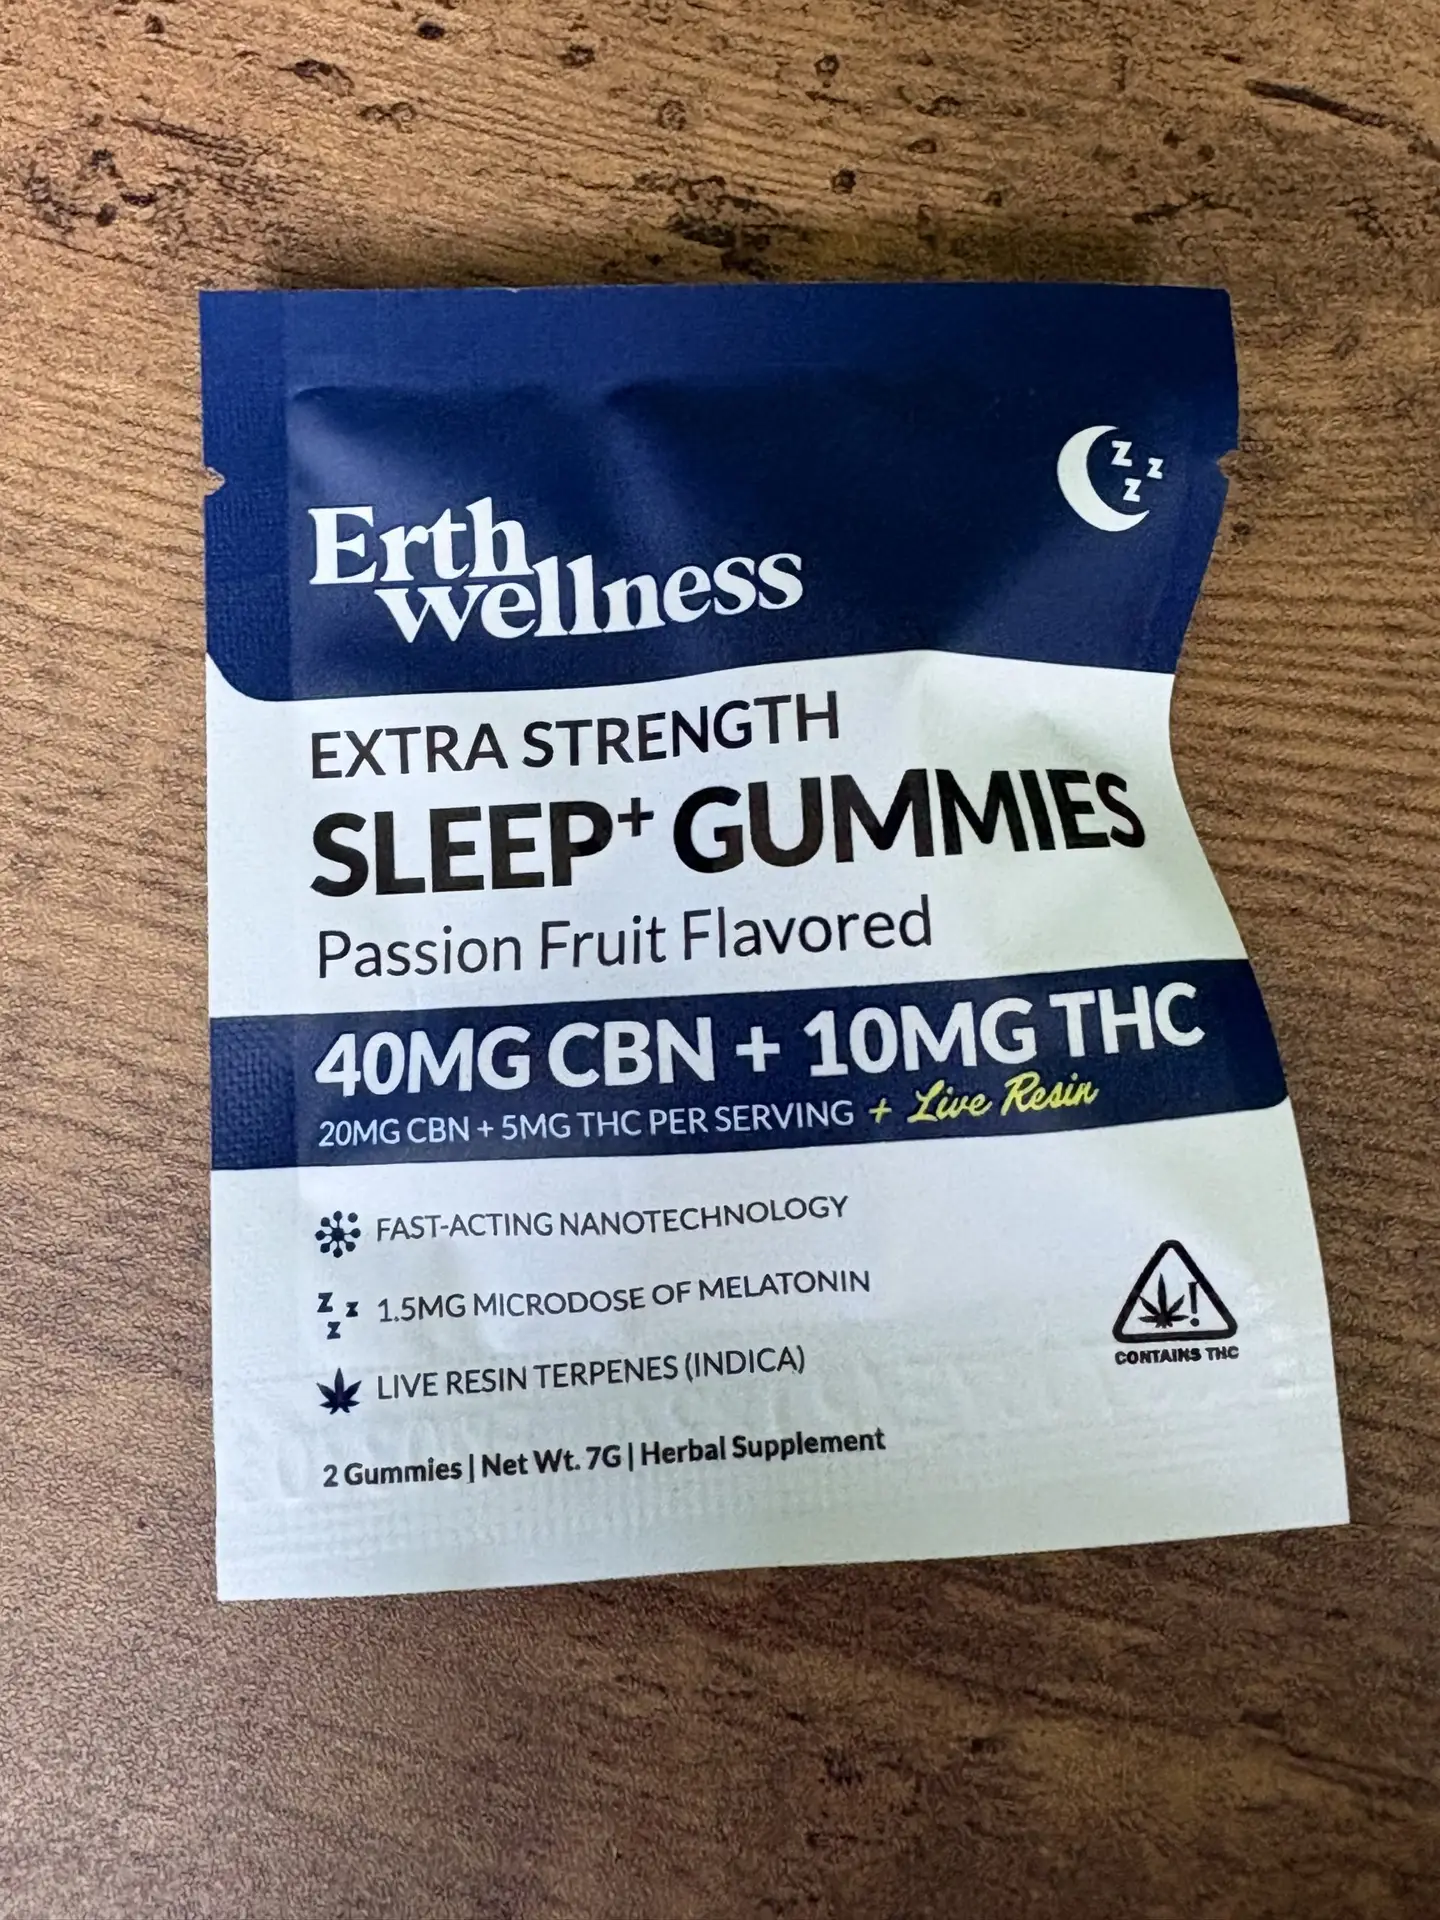 Erth
wellness
z z
z
EXTRA STRENGTH
SLEEP+ GUMMIES
Passion Fruit Flavored
40MG CBN + 10MG THC
20MG CBN + 5MG THC PER SERVING + Live Resin
FAST-ACTING NANOTECHNOLOGY
z z
z
1.5MG MICRODOSE OF MELATONIN
LIVE RESIN TERPENES (INDICA)
!
CONTAINS THC
2 Gummies | Net Wt. 7G | Herbal Supplement